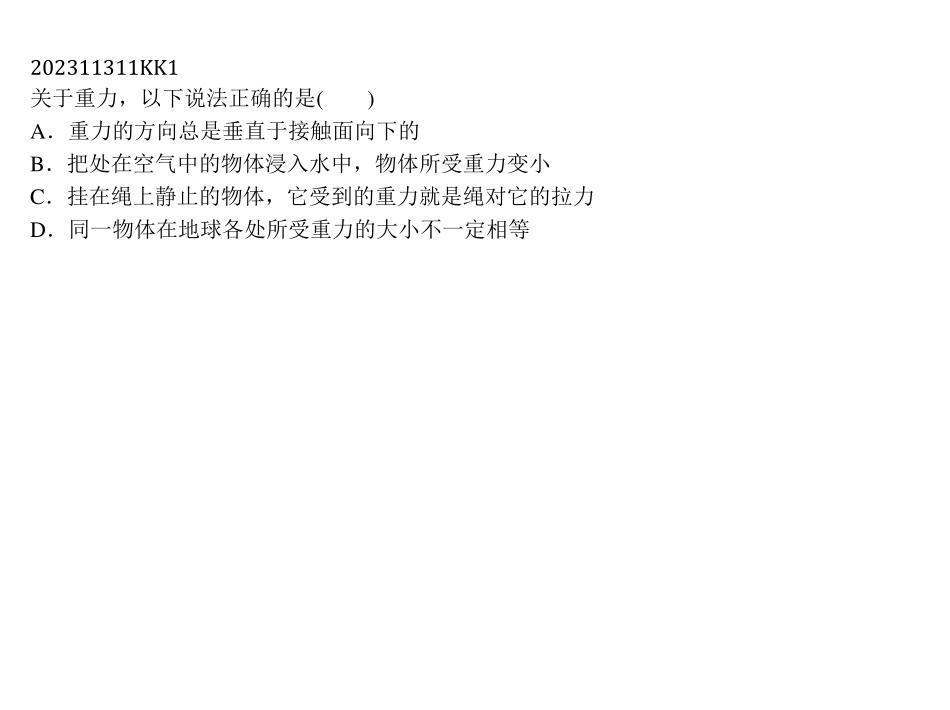 202311311KK1
关于重力，以下说法正确的是(　　)
A．重力的方向总是垂直于接触面向下的
B．把处在空气中的物体浸入水中，物体所受重力变小
C．挂在绳上静止的物体，它受到的重力就是绳对它的拉力
D．同一物体在地球各处所受重力的大小不一定相等